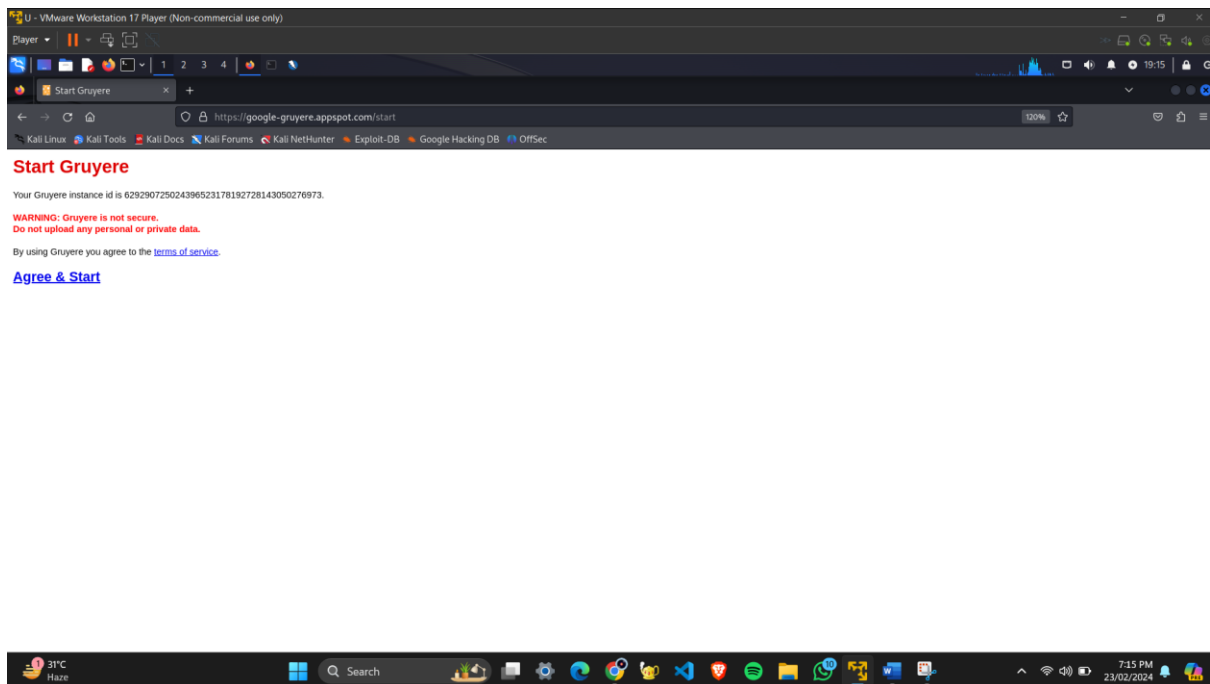 U - VMware Workstation 17 Player (Non-commercial use only)
Player
1 2 3 4
19:15
Start Gruyere
https://google-gruyere.appspot.com/start
120%
Kali Linux Kali Tools Kali Docs Kali Forums Kali NetHunter Exploit-DB Google Hacking DB OffSec
Start Gruyere
Your Gruyere instance id is 629290725024396523178192728143050276973.
WARNING: Gruyere is not secure.
Do not upload any personal or private data.
By using Gruyere you agree to the terms of service.
Agree & Start
1
31°C
Haze
Search
10
7:15 PM
23/02/2024